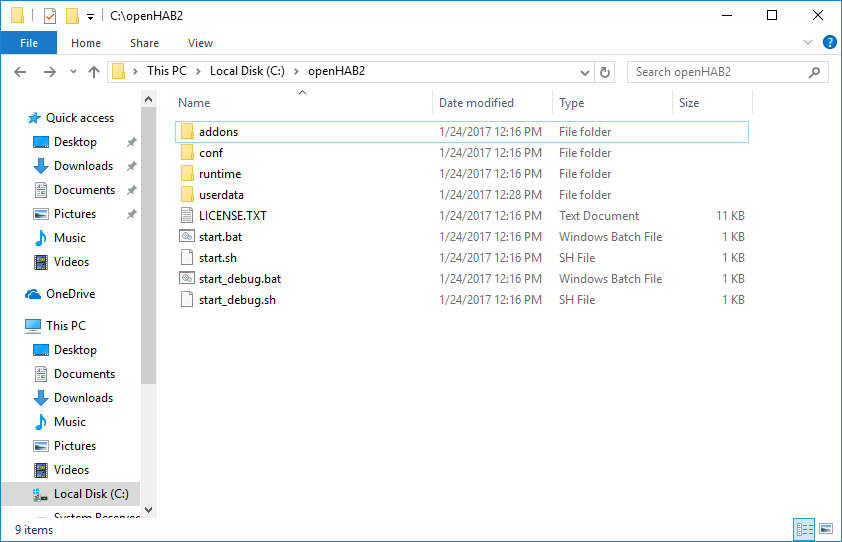 C:\openHAB2
File Home Share View
This PC Local Disk (C:) openHAB2 Search openHAB2
Name Date modified Type Size
Quick access
Desktop
Downloads
Documents
Pictures
Music
Videos
OneDrive
This PC
Desktop
Documents
Downloads
Music
Pictures
Videos
Local Disk (C:)
System Reserve
addons 1/24/2017 12:16 PM File folder
conf 1/24/2017 12:16 PM File folder
runtime 1/24/2017 12:16 PM File folder
userdata 1/24/2017 12:28 PM File folder
LICENSE.TXT 1/24/2017 12:16 PM Text Document 11 KB
start.bat 1/24/2017 12:16 PM Windows Batch File 1 KB
start.sh 1/24/2017 12:16 PM SH File 1 KB
start_debug.bat 1/24/2017 12:16 PM Windows Batch File 1 KB
start_debug.sh 1/24/2017 12:16 PM SH File 1 KB
9 items